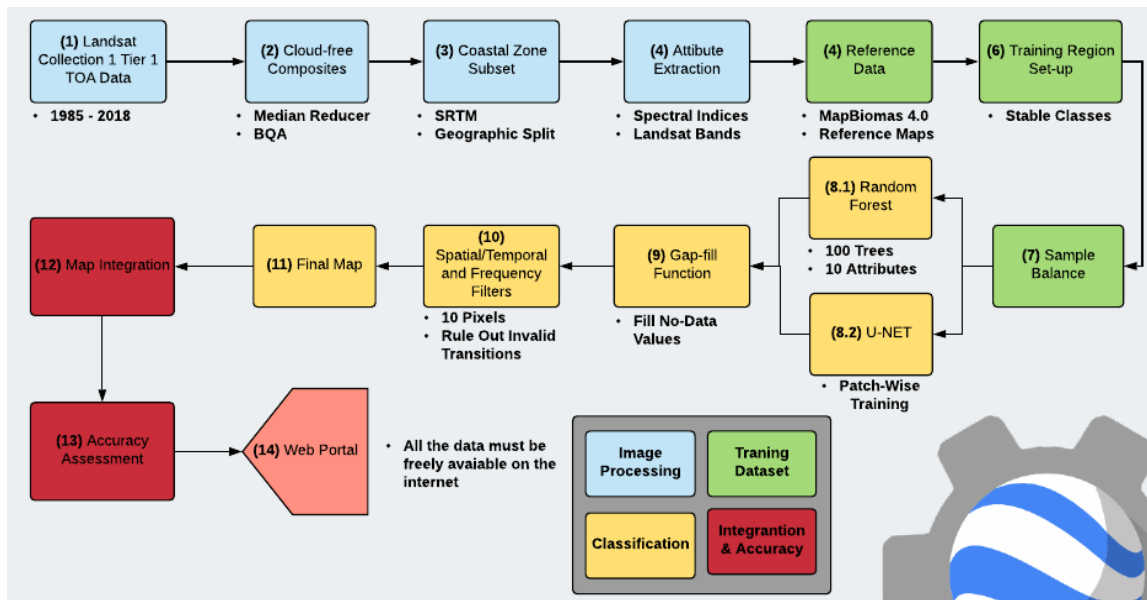 (1) Landsat
Collection 1 Tier 1
TOA Data
• 1985 - 2018
(2) Cloud-free
Composites
• Median Reducer
• BQA
(3) Coastal Zone
Subset
• SRTM
• Geographic Split
(4) Attibute
Extraction
• Spectral Indices
• Landsat Bands
(4) Reference
Data
• MapBiomas 4.0
• Reference Maps
(6) Training Region
Set-up
• Stable Classes
(7) Sample
Balance
(8.1) Random
Forest
• 100 Trees
• 10 Attributes
(8.2) U-NET
• Patch-Wise
Training
(9) Gap-fill
Function
• Fill No-Data
Values
(10)
Spatial/Temporal
and Frequency
Filters
• 10 Pixels
• Rule Out Invalid
Transitions
(11) Final Map
(12) Map Integration
(13) Accuracy
Assessment
(14) Web Portal
• All the data must be
freely avaiable on the
internet
Image
Processing
Traning
Dataset
Classification
Integrantion
& Accuracy